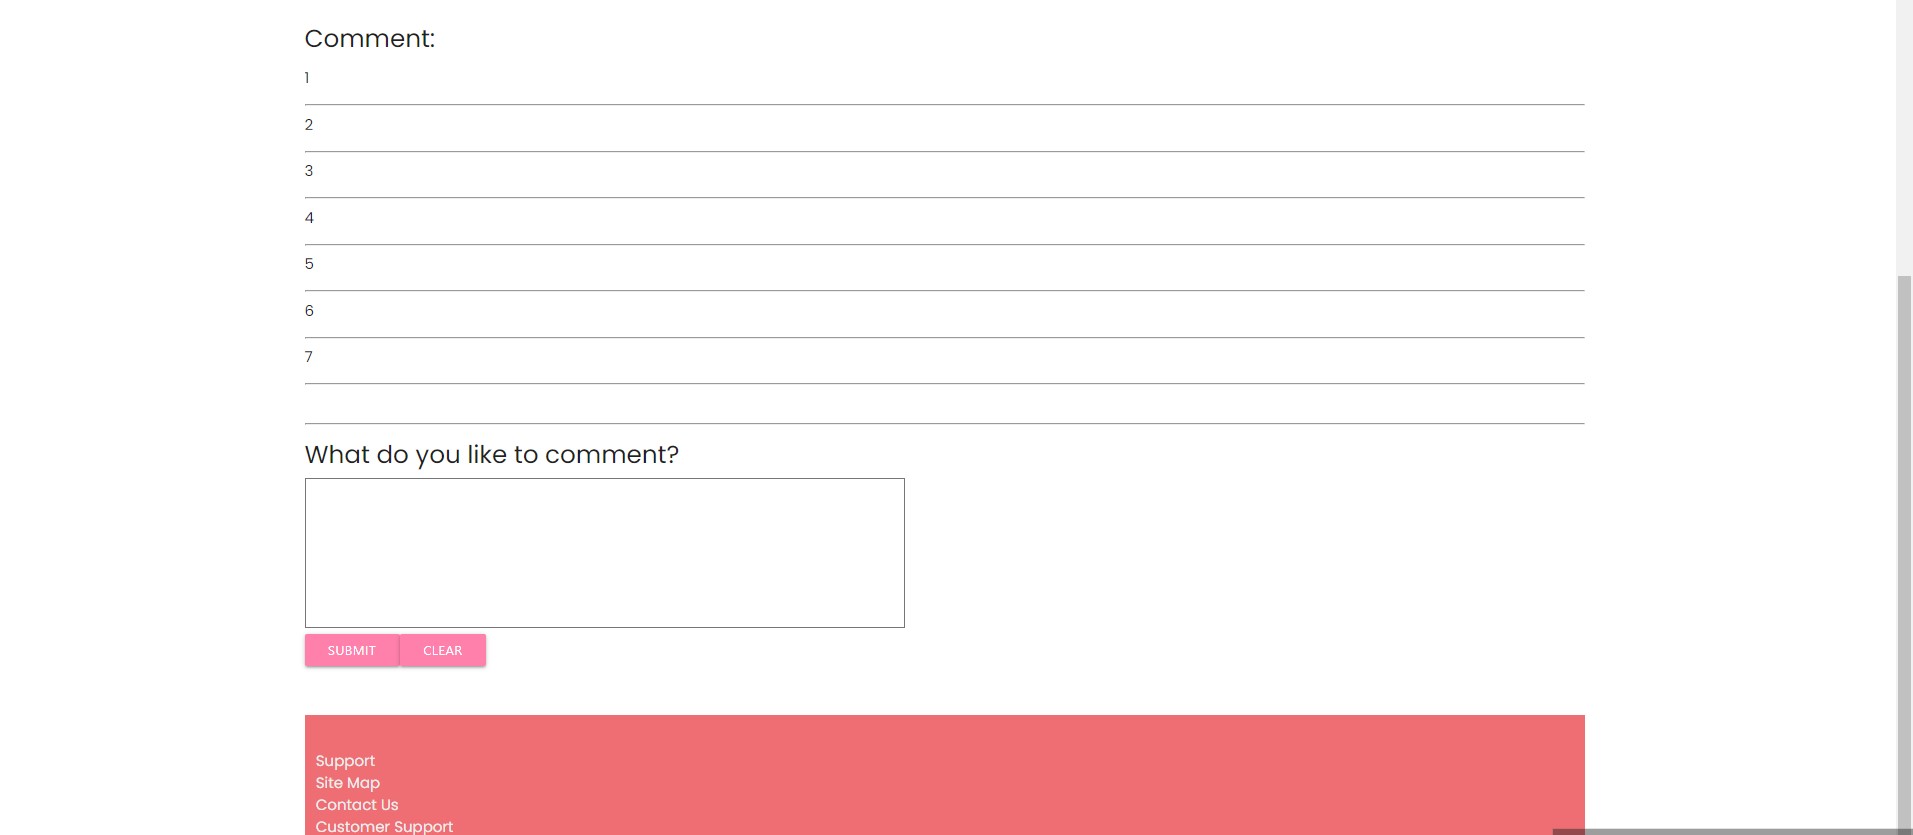 Comment:
1
2
3
4
5
6
7
What do you like to comment?
SUBMIT CLEAR
Support
Site Map
Contact Us
Customer Support